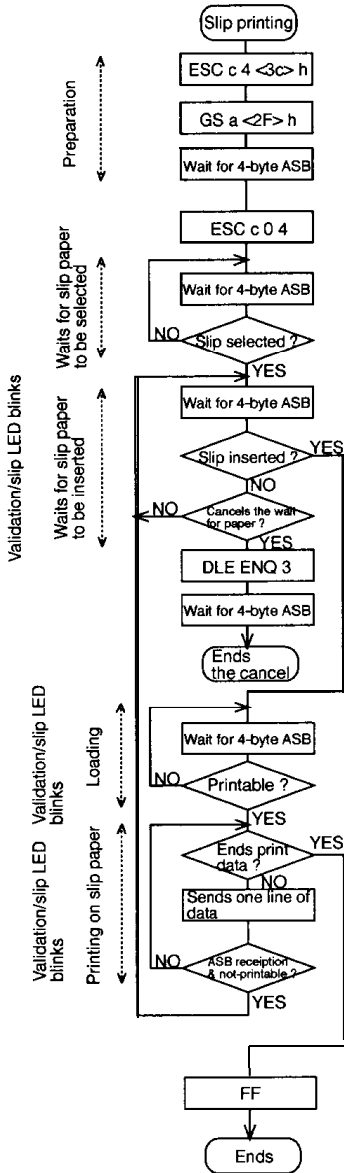 Slip printing
ESC c 4 <3c> h
GS a <2F> h
Wait for 4-byte ASB
Preparation
ESC c 0 4
Wait for 4-byte ASB
NO
Slip selected ?
YES
Waits for slip paper
to be selected
Wait for 4-byte ASB
Slip inserted ?
YES
NO
NO
Cancels the wait
for paper ?
YES
DLE ENQ 3
Wait for 4-byte ASB
Ends
the cancel
Waits for slip paper
to be inserted
Validation/slip LED blinks
Wait for 4-byte ASB
NO
Printable ?
YES
Loading
Validation/slip LED
blinks
Ends print
data ?
YES
NO
Sends one line of
data
NO
ASB receiption
& not-printable ?
YES
Printing on slip paper
Validation/slip LED
blinks
FF
Ends